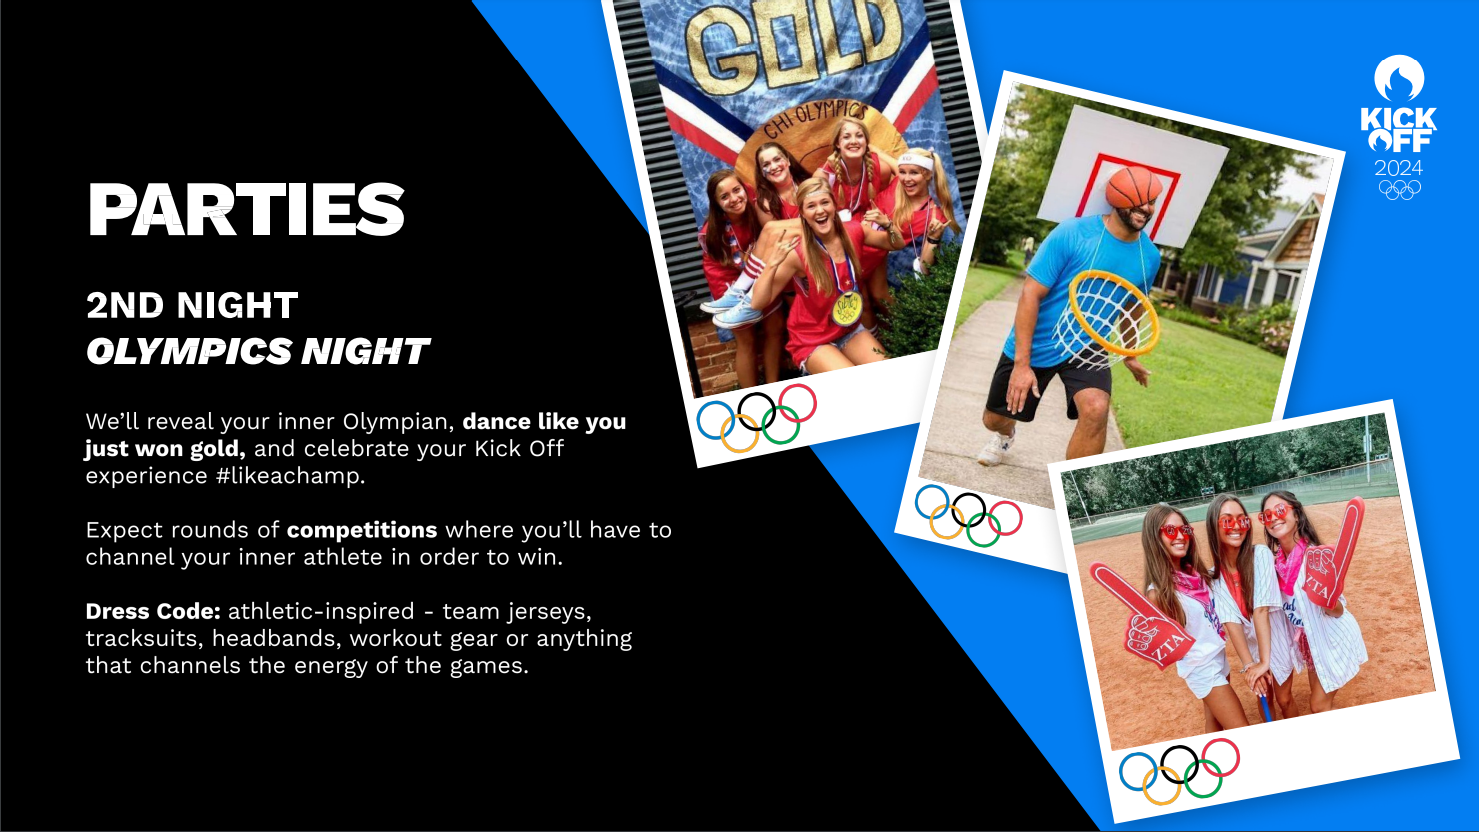 GOLD
CHI OLYMPICS
KICK
OFF
2024
PARTIES
2ND NIGHT
OLYMPICS NIGHT
We’ll reveal your inner Olympian, dance like you
just won gold, and celebrate your Kick Off
experience #likeachamp.
Expect rounds of competitions where you’ll have to
channel your inner athlete in order to win.
Dress Code: athletic-inspired - team jerseys,
tracksuits, headbands, workout gear or anything
that channels the energy of the games.
ZTA
ZTA